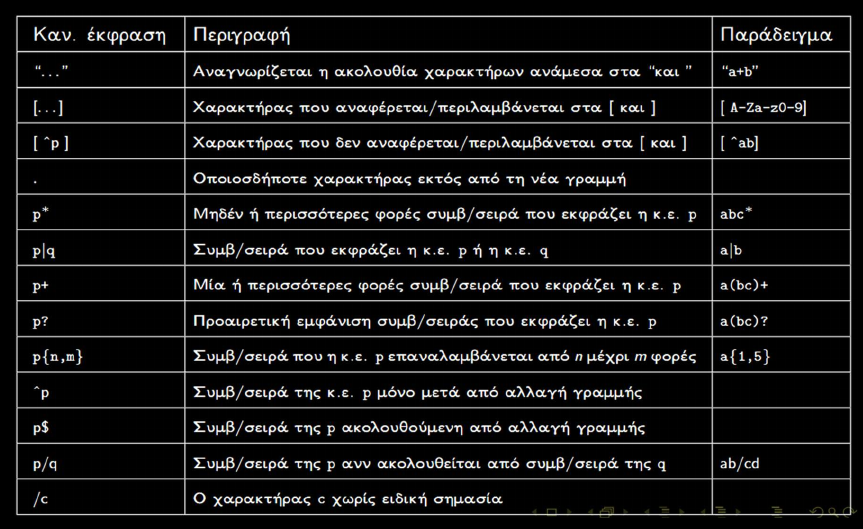 Καν. έκφραση Περιγραφή Παράδειγμα
“...” Αναγνωρίζεται η ακολουθία χαρακτήρων ανάμεσα στα “και ” “a+b”
[...] Χαρακτήρας που αναφέρεται/περιλαμβάνεται στα [ και ] [ A-Za-z0-9]
[ ^p ] Χαρακτήρας που δεν αναφέρεται/περιλαμβάνεται στα [ και ] [ ^ab]
. Οποιοσδήποτε χαρακτήρας εκτός από τη νέα γραμμή
p* Μηδέν ή περισσότερες φορές συμβ/σειρά που εκφράζει η κ.ε. p abc*
p|q Συμβ/σειρά που εκφράζει η κ.ε. p ή η κ.ε. q a|b
p+ Μία ή περισσότερες φορές συμβ/σειρά που εκφράζει η κ.ε. p a(bc)+
p? Προαιρετική εμφάνιση συμβ/σειράς που εκφράζει η κ.ε. p a(bc)?
p{n,m} Συμβ/σειρά που η κ.ε. p επαναλαμβάνεται από n μέχρι m φορές a{1,5}
^p Συμβ/σειρά της κ.ε. p μόνο μετά από αλλαγή γραμμής
p$ Συμβ/σειρά της p ακολουθούμενη από αλλαγή γραμμής
p/q Συμβ/σειρά της p ανν ακολουθείται από συμβ/σειρά της q ab/cd
/c Ο χαρακτήρας c χωρίς ειδική σημασία